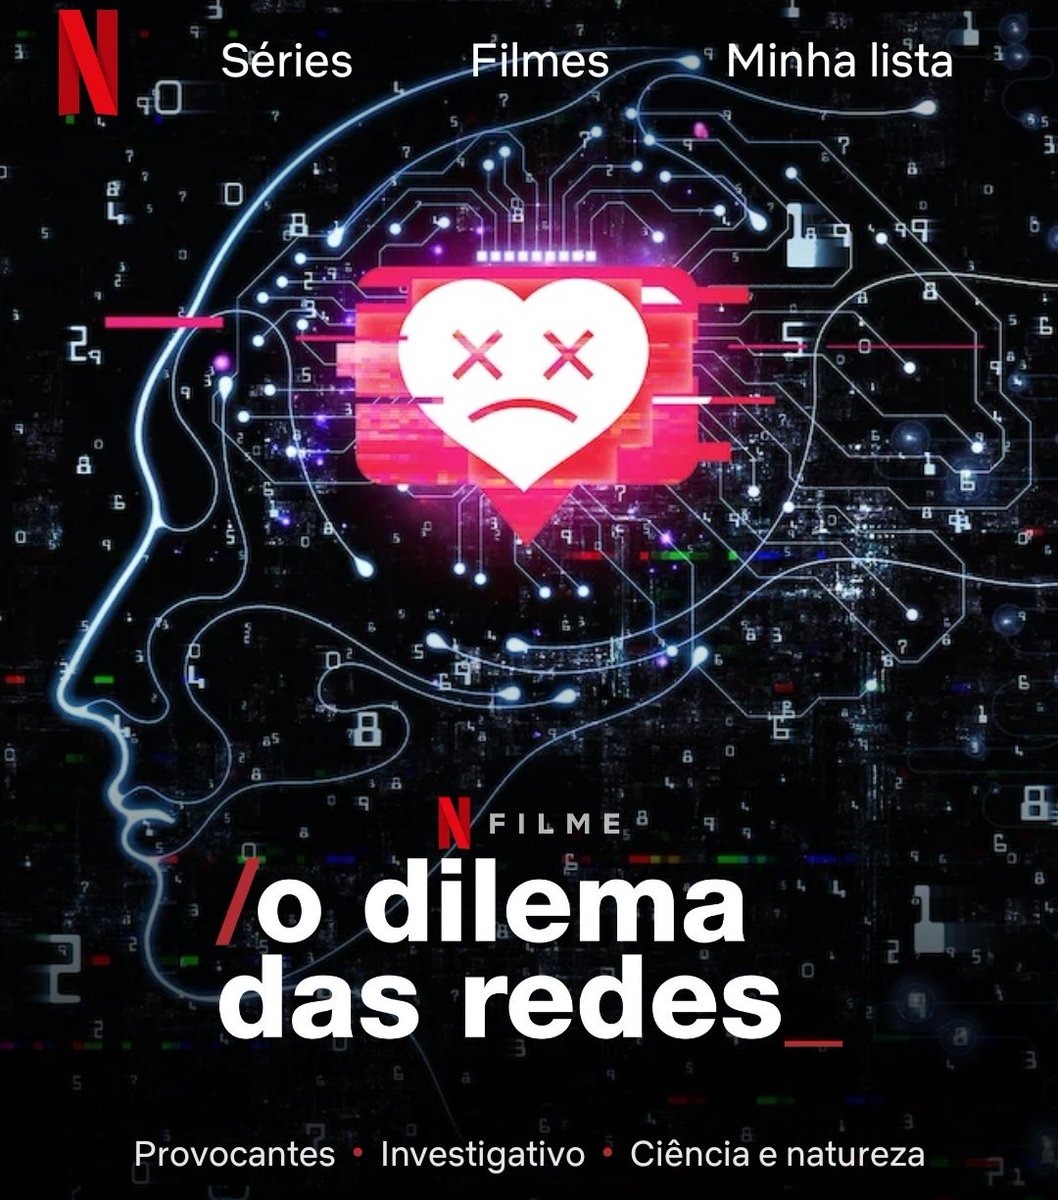 N Séries Filmes Minha lista
N FILME
/o dilema
das redes_
Provocantes • Investigativo • Ciência e natureza